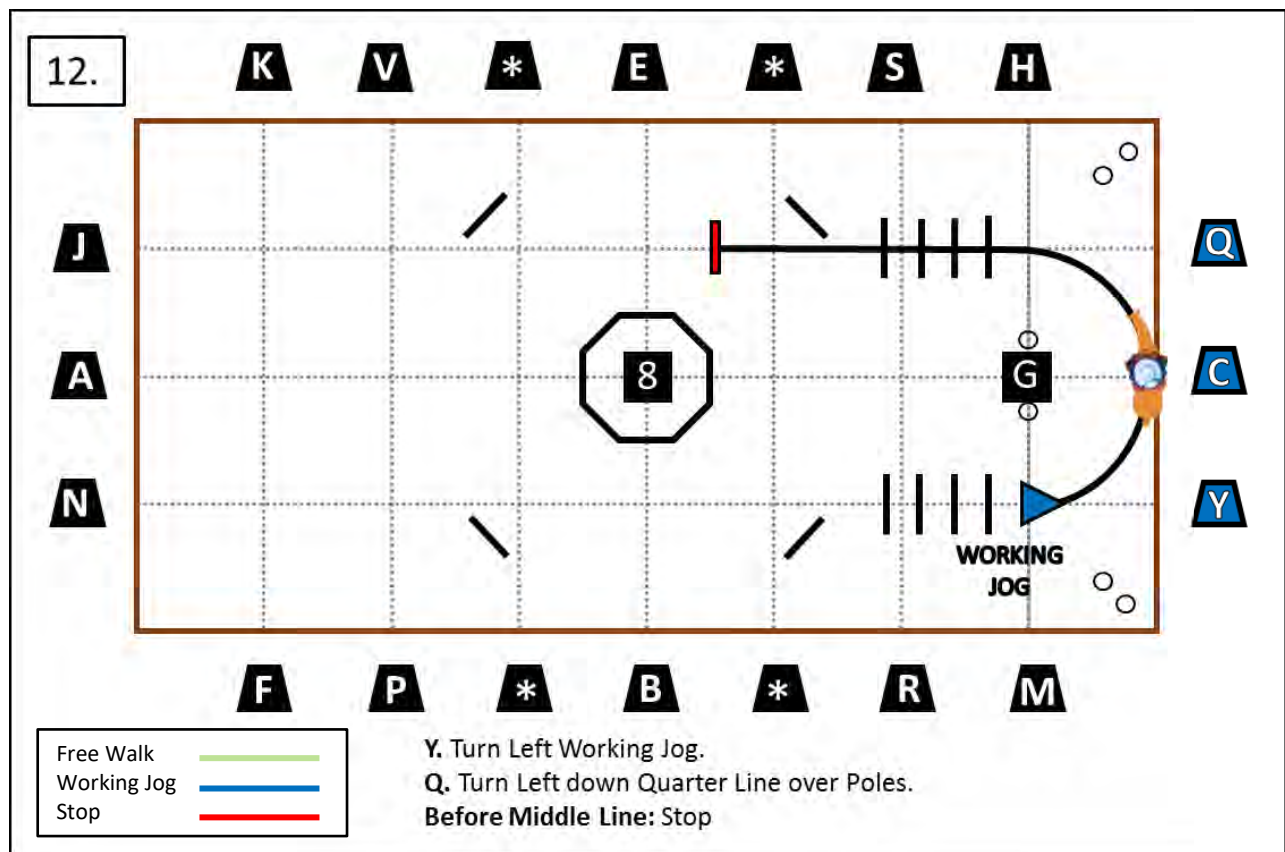 12.
K V * E * S H
J Q
8 G
A C
N Y
WORKING
JOG
F P * B * R M
Free Walk
Working Jog
Stop
Y. Turn Left Working Jog.
Q. Turn Left down Quarter Line over Poles.
Before Middle Line: Stop